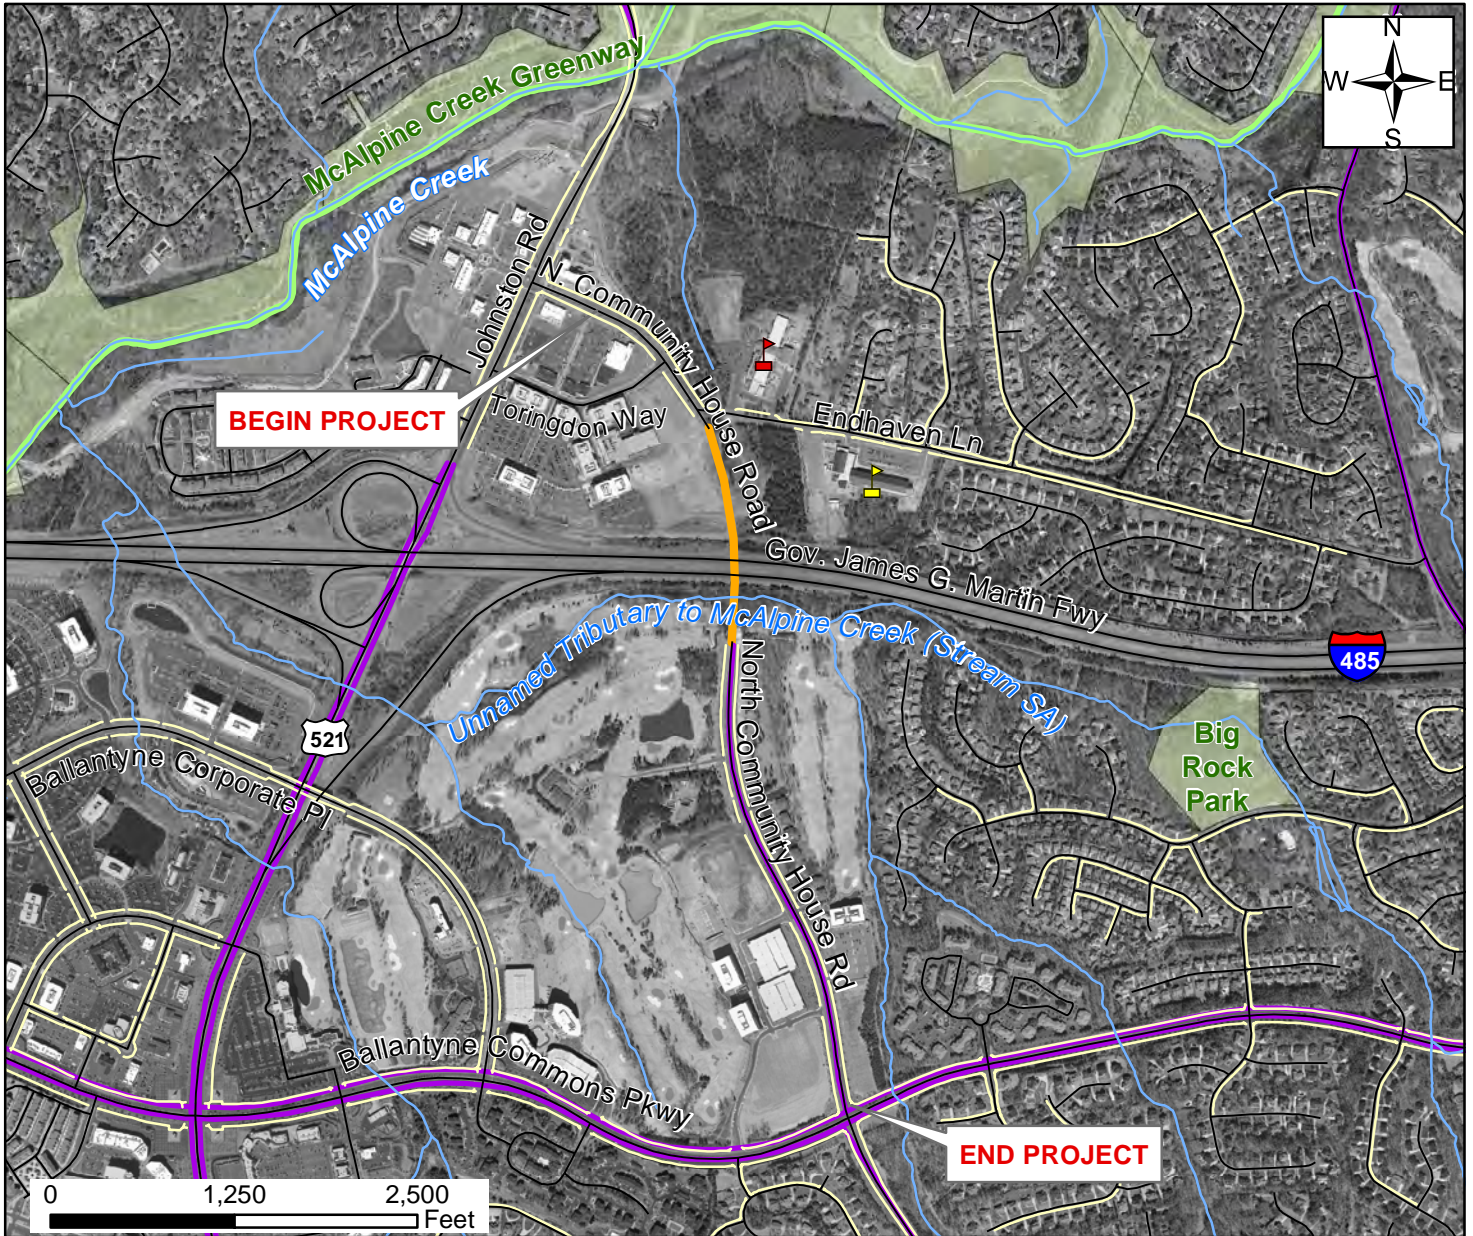 N
W E
S
McAlpine Creek Greenway
McAlpine Creek
Johnston Rd
N. Community House Road
BEGIN PROJECT
Toringdon Way
Endhaven Ln
Gov. James G. Martin Fwy
485
Unnamed Tributary to McAlpine Creek (Stream SA)
521
Big
Rock
Park
Ballantyne Corporate Pl
North Community House Rd
Ballantyne Commons Pkwy
END PROJECT
0 1,250 2,500
Feet